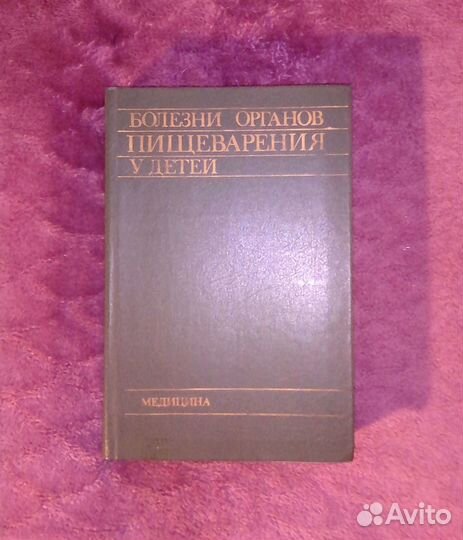 БОЛЕЗНИ ОРГАНОВ
ПИЩЕВАРЕНИЯ
У ДЕТЕЙ
МЕДИЦИНА
Avito